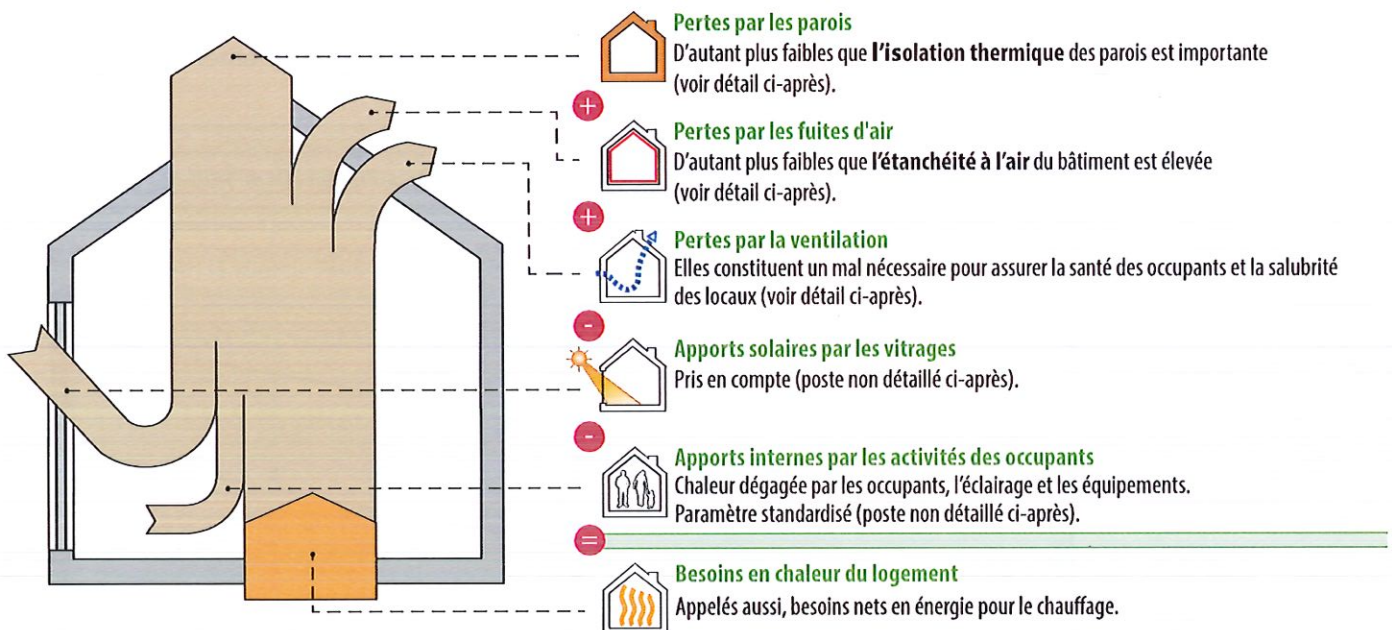 Pertes par les parois
D'autant plus faibles que l'isolation thermique des parois est importante
(voir détail ci-après).
+
Pertes par les fuites d'air
D'autant plus faibles que l'étanchéité à l'air du bâtiment est élevée
(voir détail ci-après).
+
Pertes par la ventilation
Elles constituent un mal nécessaire pour assurer la santé des occupants et la salubrité
des locaux (voir détail ci-après).
-
Apports solaires par les vitrages
Pris en compte (poste non détaillé ci-après).
-
Apports internes par les activités des occupants
Chaleur dégagée par les occupants, l'éclairage et les équipements.
Paramètre standardisé (poste non détaillé ci-après).
=
Besoins en chaleur du logement
Appelés aussi, besoins nets en énergie pour le chauffage.